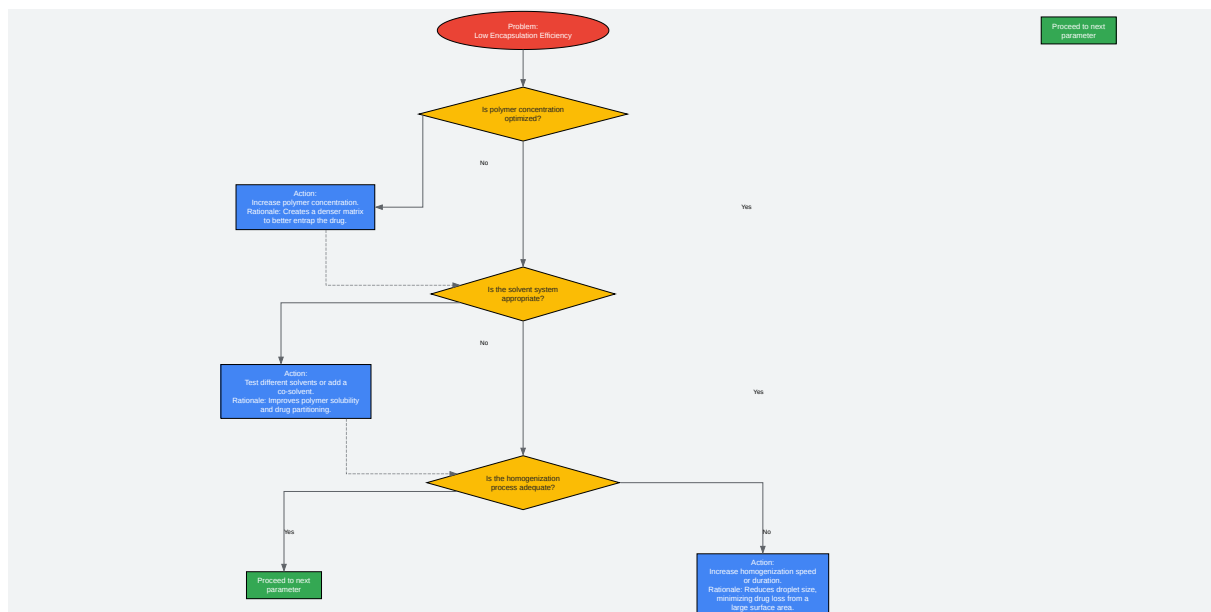 Problem:
Low Encapsulation Efficiency
Proceed to next
parameter
Is polymer concentration
optimized?
No
Action:
Increase polymer concentration.
Rationale: Creates a denser matrix
to better entrap the drug.
Yes
Is the solvent system
appropriate?
No
Action:
Test different solvents or add a
co-solvent.
Rationale: Improves polymer solubility
and drug partitioning.
Yes
Is the homogenization
process adequate?
Yes
No
Proceed to next
parameter
Action:
Increase homogenization speed
or duration.
Rationale: Reduces droplet size,
minimizing drug loss from a
large surface area.